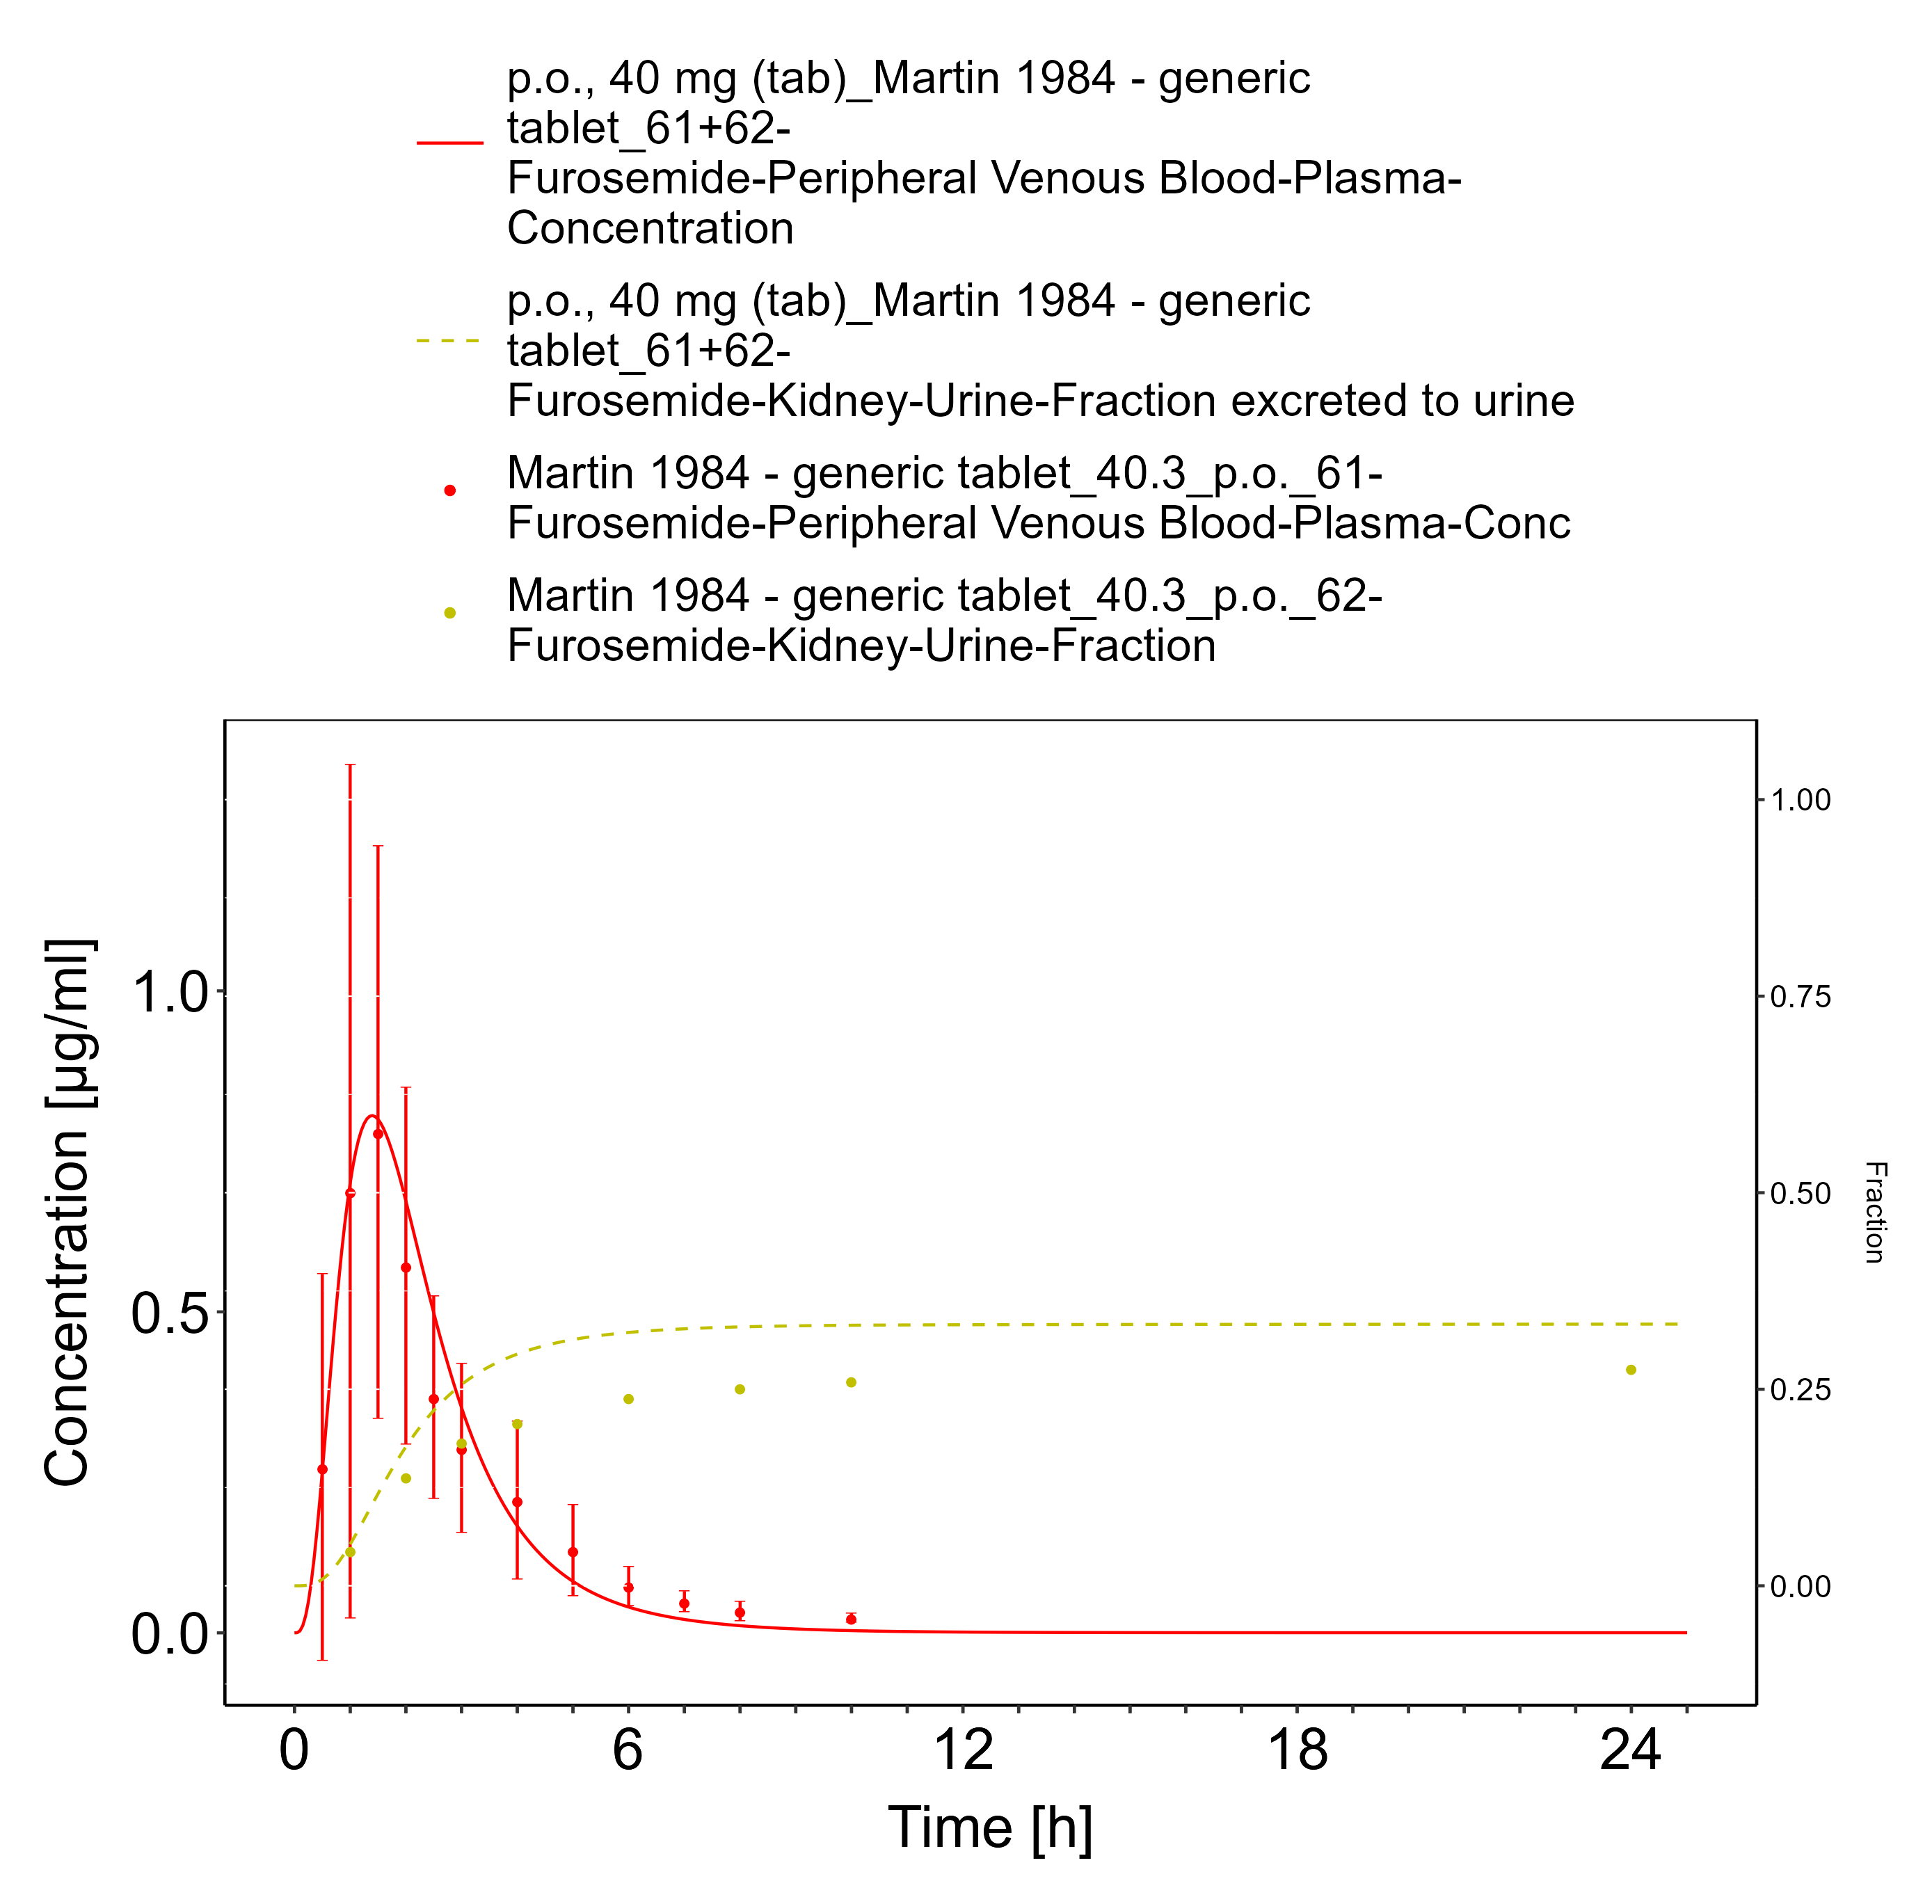 p.o., 40 mg (tab)_Martin 1984 - generic
tablet_61+62-
Furosemide-Peripheral Venous Blood-Plasma-
Concentration
p.o., 40 mg (tab)_Martin 1984 - generic
tablet_61+62-
Furosemide-Kidney-Urine-Fraction excreted to urine
Martin 1984 - generic tablet_40.3_p.o._61-
Furosemide-Peripheral Venous Blood-Plasma-Conc
Martin 1984 - generic tablet_40.3_p.o._62-
Furosemide-Kidney-Urine-Fraction
Concentration [µg/ml]
1.0
0.5
0.0
1.00
0.75
0.50
0.25
0.00
Fraction
0 6 12 18 24
Time [h]